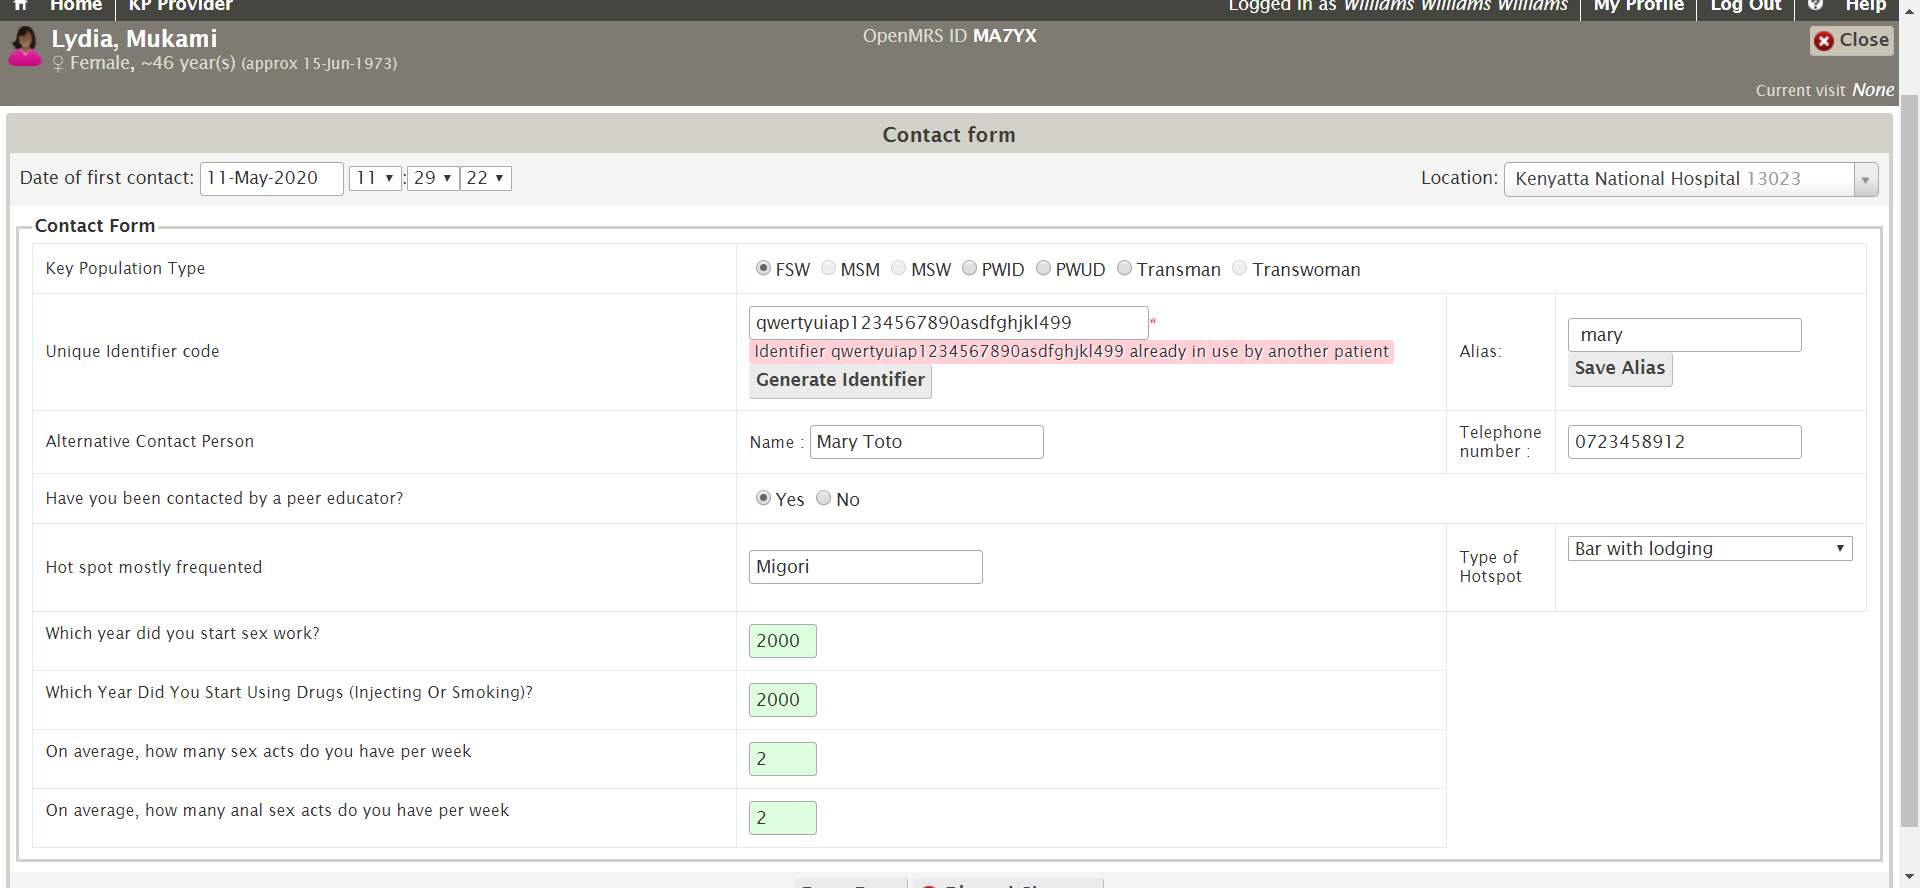 Home KP Provider Logged in as Williams Williams Williams My Profile Log Out Help
Lydia, Mukami OpenMRS ID MA7YX Close
♀ Female, ~46 year(s) (approx 15-Jun-1973)
Current visit None
Contact form
Date of first contact: 11-May-2020 11 : 29 22 Location: Kenyatta National Hospital 13023
Contact Form
Key Population Type FSW MSM MSW PWID PWUD Transman Transwoman
Unique Identifier code qwertyuiap1234567890asdfghjkl499 *
Identifier qwertyuiap1234567890asdfghjkl499 already in use by another patient
Generate Identifier
Alias: mary
Save Alias
Alternative Contact Person Name : Mary Toto
Telephone
number : 0723458912
Have you been contacted by a peer educator? Yes No
Hot spot mostly frequented Migori
Type of
Hotspot Bar with lodging
Which year did you start sex work? 2000
Which Year Did You Start Using Drugs (Injecting Or Smoking)? 2000
On average, how many sex acts do you have per week 2
On average, how many anal sex acts do you have per week 2